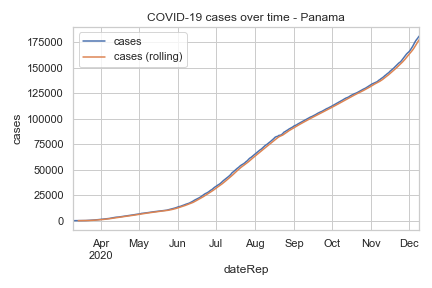 COVID-19 cases over time - Panama
cases
cases (rolling)
175000
150000
125000
100000
75000
50000
25000
0
cases
Apr
2020
May
Jun
Jul
Aug
Sep
Oct
Nov
Dec
dateRep